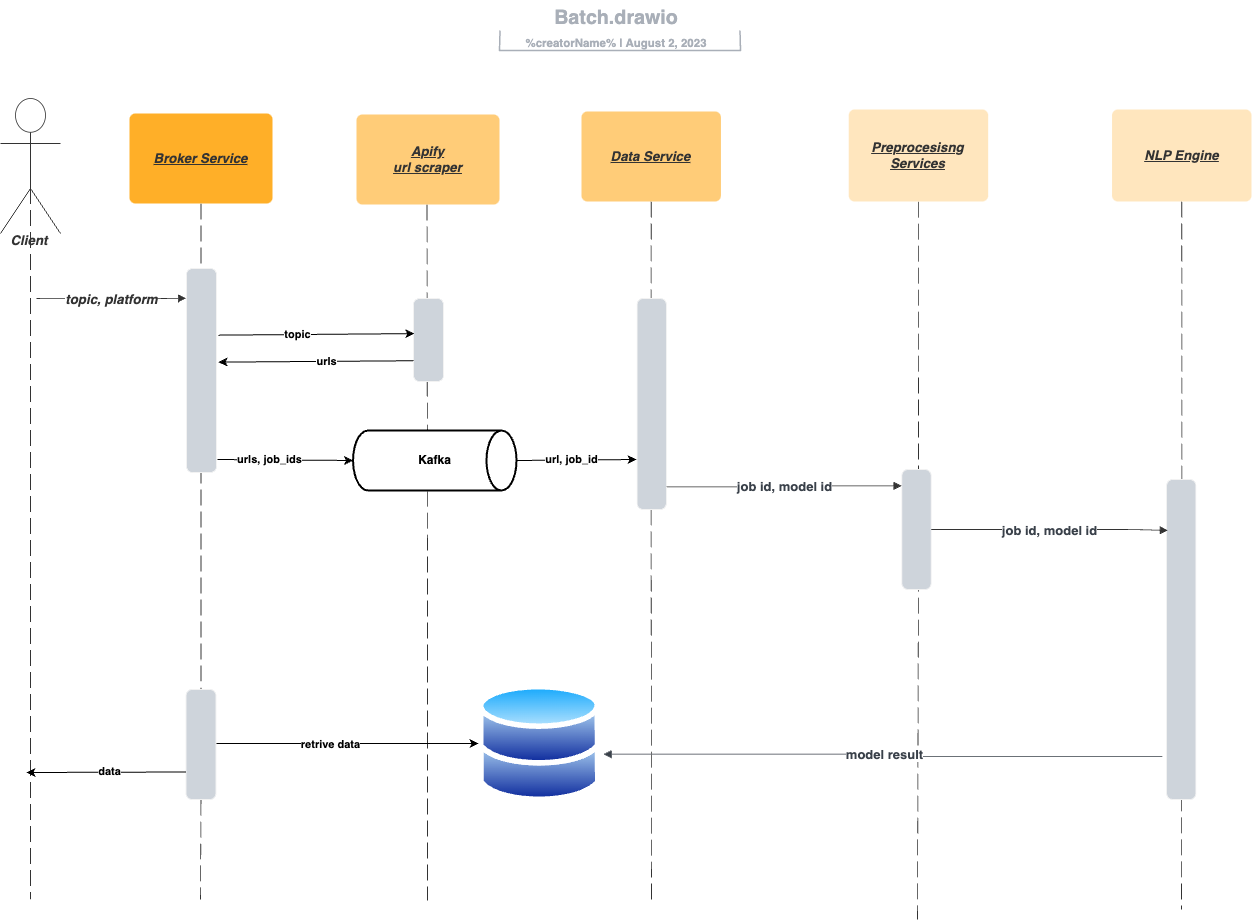 Batch.drawio
%creatorName% | August 2, 2023
Broker Service
Apify
url scraper
Data Service
Preprocesisng
Services
NLP Engine
Client
topic, platform
topic
urls
urls, job_ids
Kafka
url, job_id
job id, model id
job id, model id
retrive data
model result
data